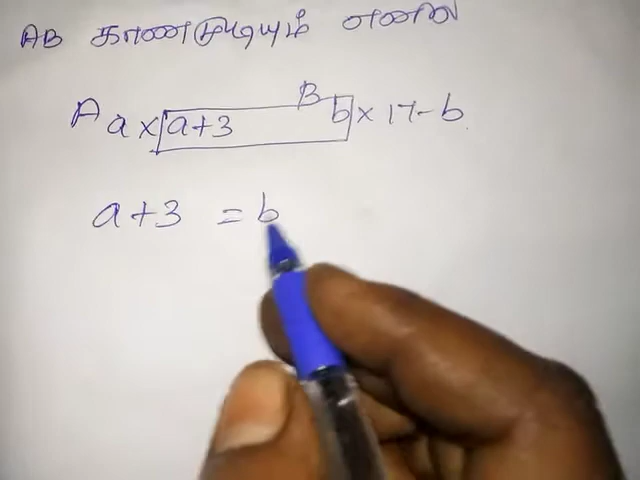 AB காணமுடியும் எனில்
A a × a+3 B b × 17-b
a+3 = b